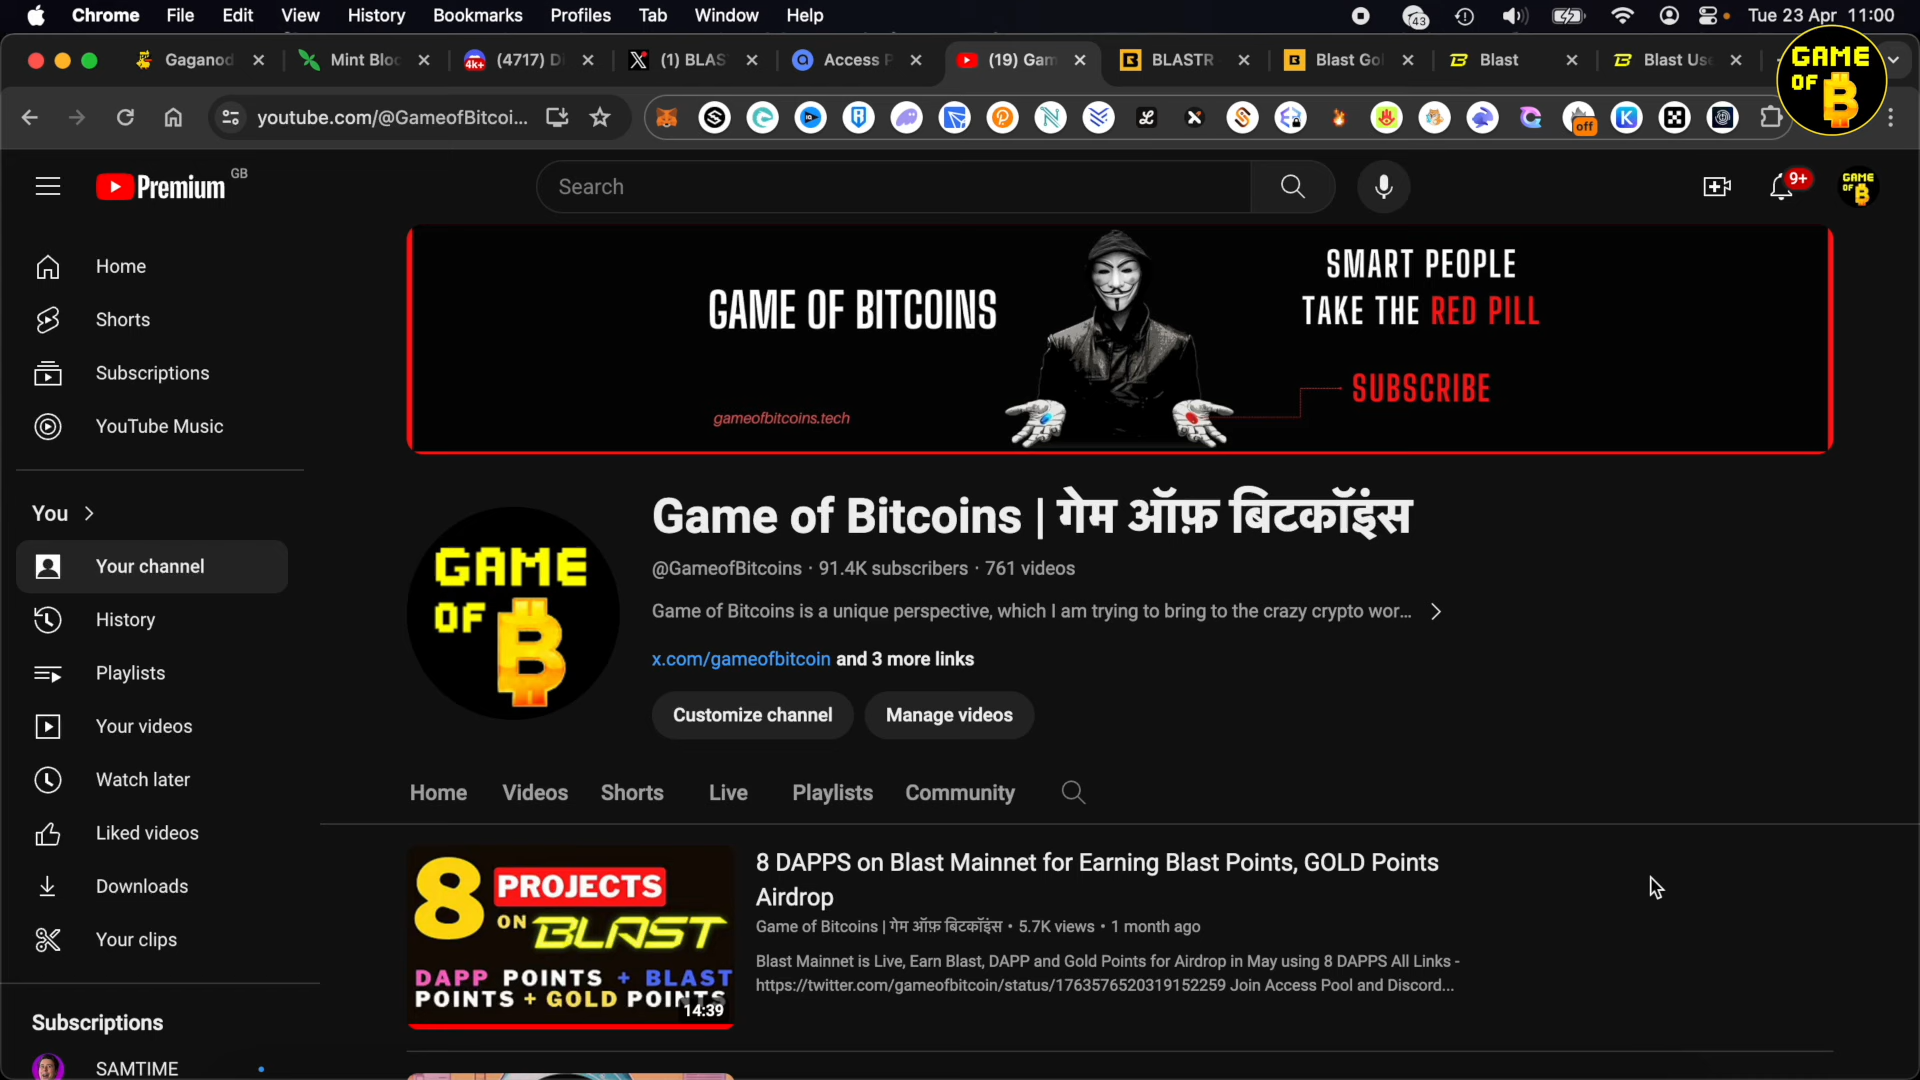 Chrome File Edit View History Bookmarks Profiles Tab Window Help
43
Tue 23 Apr 11:00
Gaganod
Mint Bloc
4k+
(4717) Di
(1) BLAS
Access P
(19) Gam
BLASTR
Blast Gol
Blast
Blast Use
GAME
OF B
youtube.com/@GameofBitcoi...
off
Premium GB
Search
9+
GAME
OF B
Home
Shorts
Subscriptions
YouTube Music
You
Your channel
History
Playlists
Your videos
Watch later
Liked videos
Downloads
Your clips
Subscriptions
SAMTIME
GAME OF BITCOINS
gameofbitcoins.tech
SMART PEOPLE
TAKE THE RED PILL
SUBSCRIBE
GAME
OF B
Game of Bitcoins | गेम ऑफ़ बिटकॉइंस
@GameofBitcoins · 91.4K subscribers · 761 videos
Game of Bitcoins is a unique perspective, which I am trying to bring to the crazy crypto wor...
x.com/gameofbitcoin and 3 more links
Customize channel
Manage videos
Home Videos Shorts Live Playlists Community
8 PROJECTS
ON BLAST
DAPP POINTS + BLAST
POINTS + GOLD POINTS
14:39
8 DAPPS on Blast Mainnet for Earning Blast Points, GOLD Points
Airdrop
Game of Bitcoins | गेम ऑफ़ बिटकॉइंस • 5.7K views • 1 month ago
Blast Mainnet is Live, Earn Blast, DAPP and Gold Points for Airdrop in May using 8 DAPPS All Links -
https://twitter.com/gameofbitcoin/status/1763576520319152259 Join Access Pool and Discord...